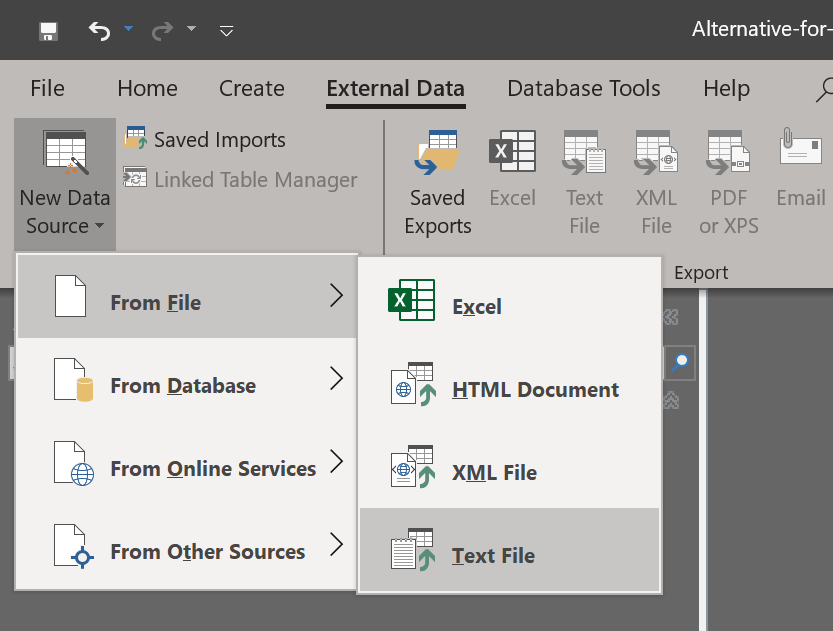 Alternative-for-
File Home Create External Data Database Tools Help
New Data
Source
Saved Imports
Linked Table Manager
Saved
Exports
Excel
Text
File
XML
File
PDF
or XPS
Email
Export
From File
From Database
From Online Services
From Other Sources
Excel
HTML Document
XML File
Text File